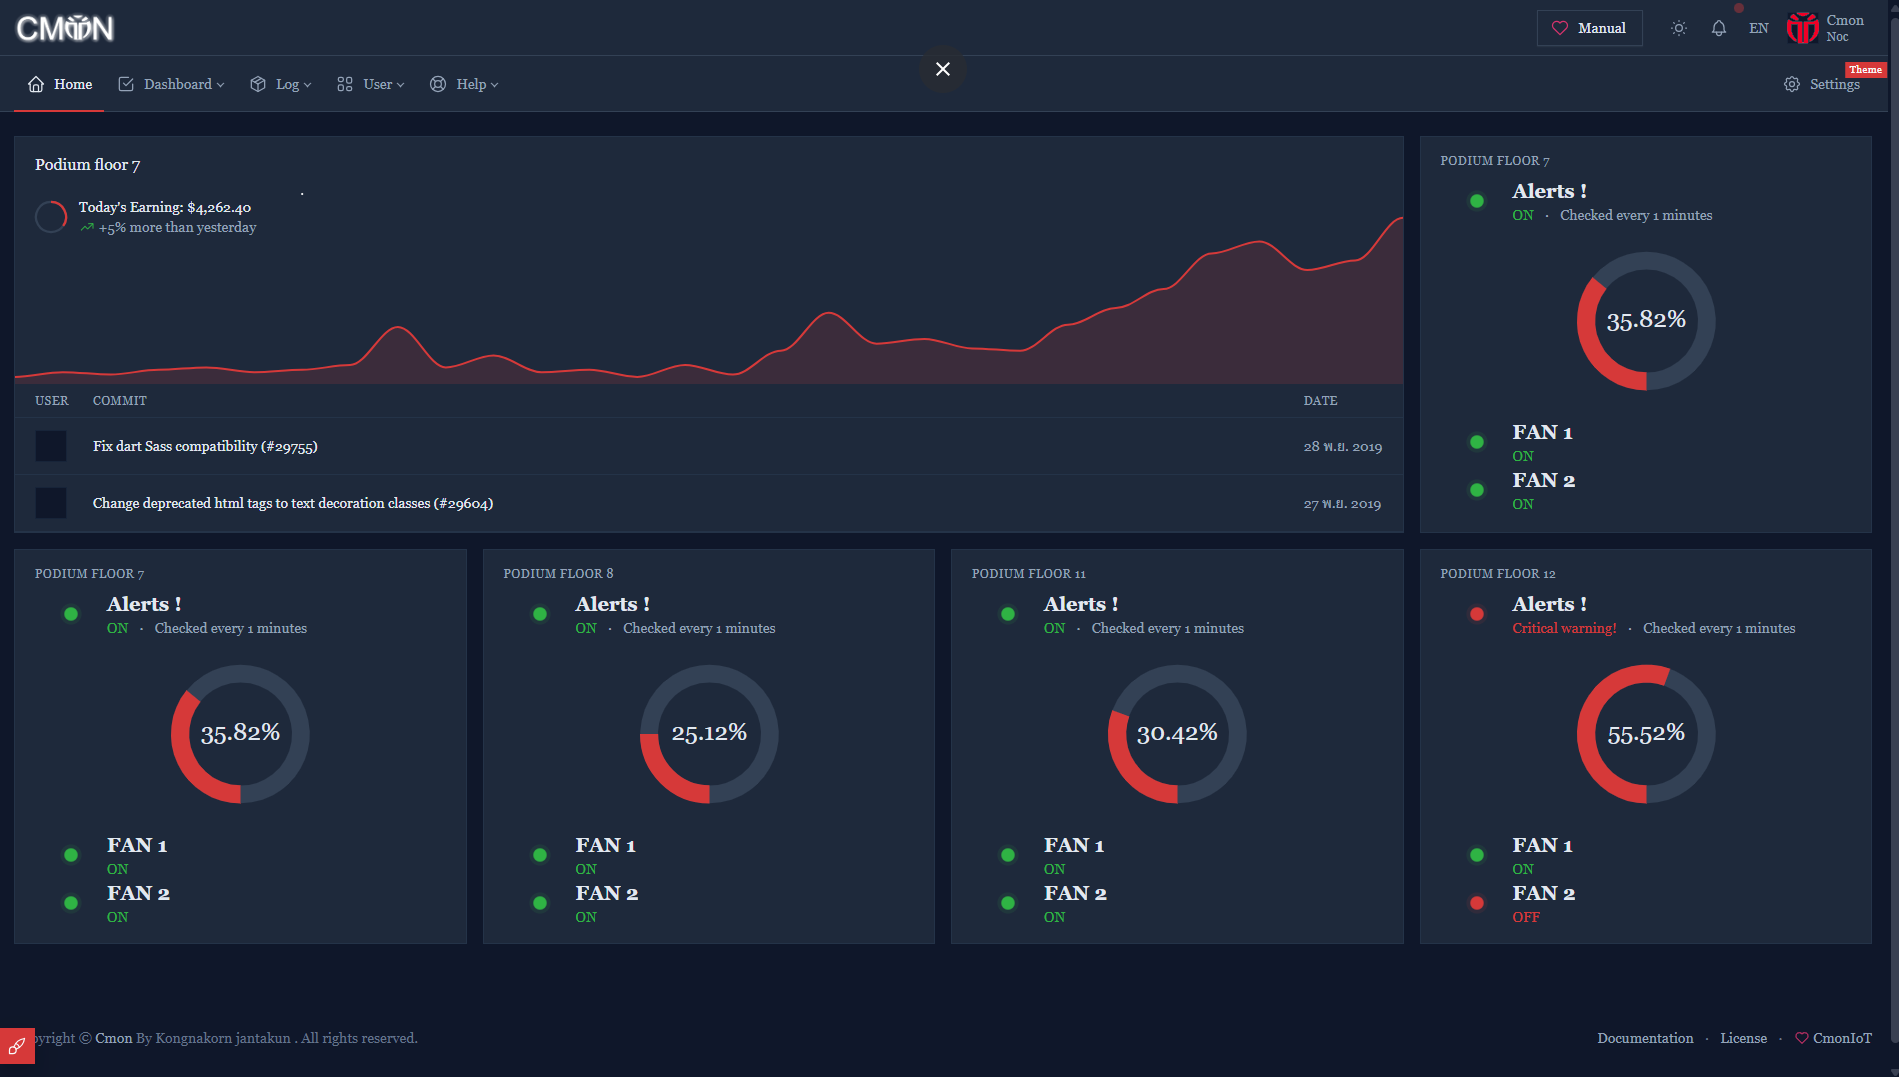 CMON
Manual
EN
Cmon
Noc
Home
Dashboard
Log
User
Help
Theme
Settings
Podium floor 7
Today's Earning: $4,262.40
+5% more than yesterday
USER COMMIT DATE
Fix dart Sass compatibility (#29755) 28 พ.ย. 2019
Change deprecated html tags to text decoration classes (#29604) 27 พ.ย. 2019
PODIUM FLOOR 7
Alerts !
ON · Checked every 1 minutes
35.82%
FAN 1
ON
FAN 2
ON
PODIUM FLOOR 7
Alerts !
ON · Checked every 1 minutes
35.82%
FAN 1
ON
FAN 2
ON
PODIUM FLOOR 8
Alerts !
ON · Checked every 1 minutes
25.12%
FAN 1
ON
FAN 2
ON
PODIUM FLOOR 11
Alerts !
ON · Checked every 1 minutes
30.42%
FAN 1
ON
FAN 2
ON
PODIUM FLOOR 12
Alerts !
Critical warning! · Checked every 1 minutes
55.52%
FAN 1
ON
FAN 2
OFF
pyright © Cmon By Kongnakorn jantakun . All rights reserved.
Documentation · License · CmonIoT